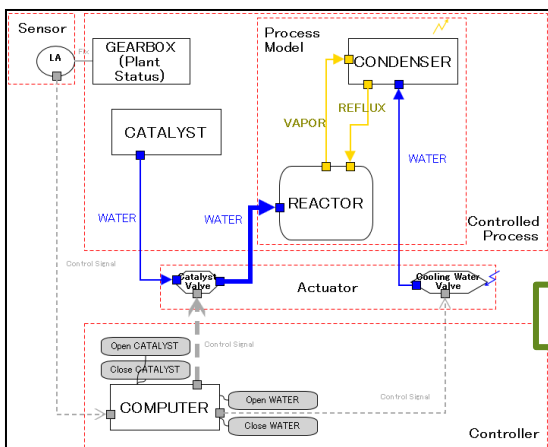 Sensor
LA
Fix
GEARBOX
(Plant
Status)
Process
Model
CONDENSER
VAPOR
REFLUX
CATALYST
WATER
WATER
WATER
REACTOR
Controlled
Process
Control Signal
Catalyst
Valve
Actuator
Cooling Water
Valve
Open CATALYST
Control Signal
Close CATALYST
COMPUTER
Open WATER
Control Signal
Close WATER
Controller